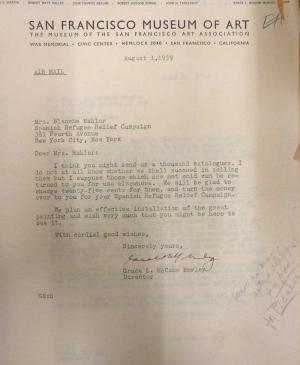 SAN FRANCISCO MUSEUM OF ART
THE MUSEUM OF THE SAN FRANCISCO ART ASSOCIATION
WAR MEMORIAL • CIVIC CENTER • HEMLOCK 2040 • SAN FRANCISCO • CALIFORNIA
August 1,1939
AIR MAIL
Mrs. Blanche Mahler
Spanish Refugee Relief Campaign
381 Fourth Avenue
New York City, New York
Dear Mrs. Mahler:
I think you might send us a thousand catalogues. I
do not at all know whether we shall succeed in selling
them but I suppose those which are not sold can be re-
turned to you for use elsewhere. We will be glad to
charge twenty-five cents for them, and turn the money
over to you for your Spanish Refugee Relief Campaign.
We plan an effective installation of the great
painting and wish very much that you might be here to
see it.
With cordial good wishes,
Sincerely yours,
Grace L. McCann Morley
Director